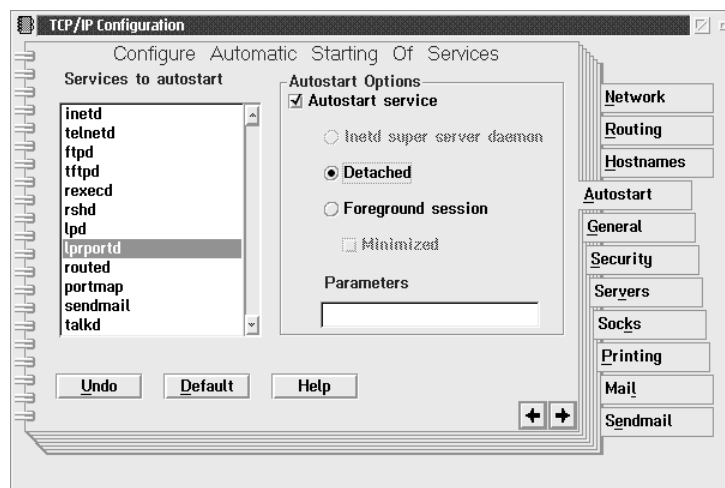 TCP/IP Configuration
Configure Automatic Starting Of Services
Services to autostart
inetd
telnetd
ftpd
tftpd
rexecd
rshd
lpd
lprportd
routed
portmap
sendmail
talkd
Autostart Options
Autostart service
Inetd super server daemon
Detached
Foreground session
Minimized
Parameters
Undo
Default
Help
Network
Routing
Hostnames
Autostart
General
Security
Servers
Socks
Printing
Mail
Sendmail